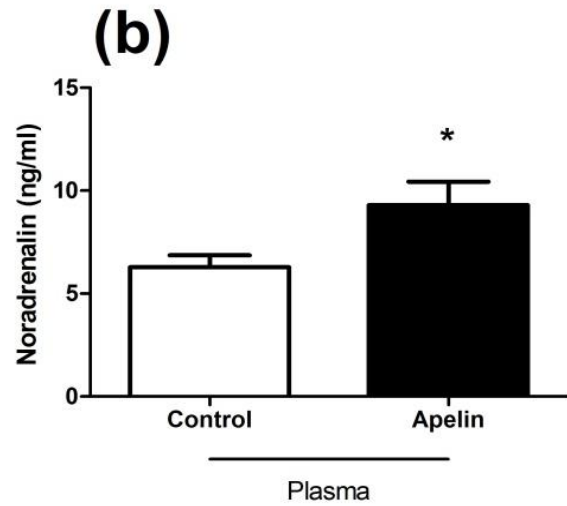 (b)
Noradrenalin (ng/ml)
15
10
5
0
*
Control Apelin
Plasma